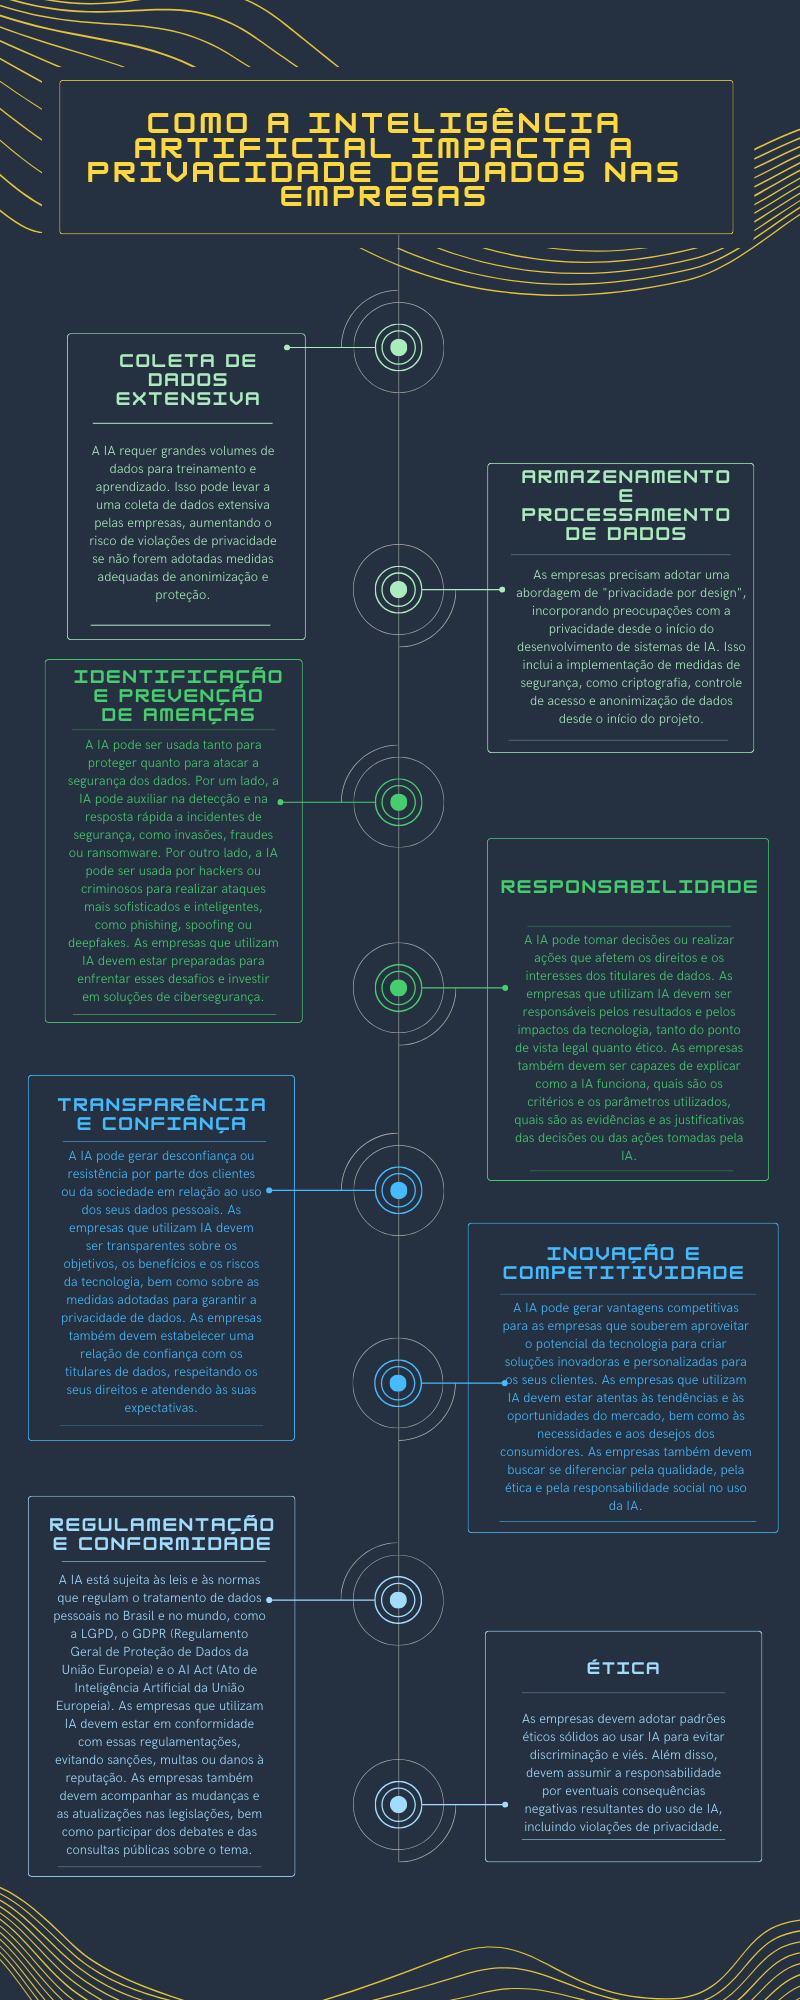 COMO A INTELIGÊNCIA
ARTIFICIAL IMPACTA A
PRIVACIDADE DE DADOS NAS
EMPRESAS
COLETA DE
DADOS
EXTENSIVA
A IA requer grandes volumes de
dados para treinamento e
aprendizado. Isso pode levar a
uma coleta de dados extensiva
pelas empresas, aumentando o
risco de violações de privacidade
se não forem adotadas medidas
adequadas de anonimização e
proteção.
ARMAZENAMENTO
E
PROCESSAMENTO
DE DADOS
As empresas precisam adotar uma
abordagem de "privacidade por design",
incorporando preocupações com a
privacidade desde o início do
desenvolvimento de sistemas de IA. Isso
inclui a implementação de medidas de
segurança, como criptografia, controle
de acesso e anonimização de dados
desde o início do projeto.
IDENTIFICAÇÃO
E PREVENÇÃO
DE AMEAÇAS
A IA pode ser usada tanto para
proteger quanto para atacar a
segurança dos dados. Por um lado, a
IA pode auxiliar na detecção e na
resposta rápida a incidentes de
segurança, como invasões, fraudes
ou ransomware. Por outro lado, a IA
pode ser usada por hackers ou
criminosos para realizar ataques
mais sofisticados e inteligentes,
como phishing, spoofing ou
deepfakes. As empresas que utilizam
IA devem estar preparadas para
enfrentar esses desafios e investir
em soluções de cibersegurança.
RESPONSABILIDADE
A IA pode tomar decisões ou realizar
ações que afetem os direitos e os
interesses dos titulares de dados. As
empresas que utilizam IA devem ser
responsáveis pelos resultados e pelos
impactos da tecnologia, tanto do ponto
de vista legal quanto ético. As empresas
também devem ser capazes de explicar
como a IA funciona, quais são os
critérios e os parâmetros utilizados,
quais são as evidências e as justificativas
das decisões ou das ações tomadas pela
IA.
TRANSPARÊNCIA
E CONFIANÇA
A IA pode gerar desconfiança ou
resistência por parte dos clientes
ou da sociedade em relação ao uso
dos seus dados pessoais. As
empresas que utilizam IA devem
ser transparentes sobre os
objetivos, os benefícios e os riscos
da tecnologia, bem como sobre as
medidas adotadas para garantir a
privacidade de dados. As empresas
também devem estabelecer uma
relação de confiança com os
titulares de dados, respeitando os
seus direitos e atendendo às suas
expectativas.
INOVAÇÃO E
COMPETITIVIDADE
A IA pode gerar vantagens competitivas
para as empresas que souberem aproveitar
o potencial da tecnologia para criar
soluções inovadoras e personalizadas para
os seus clientes. As empresas que utilizam
IA devem estar atentas às tendências e às
oportunidades do mercado, bem como às
necessidades e aos desejos dos
consumidores. As empresas também devem
buscar se diferenciar pela qualidade, pela
ética e pela responsabilidade social no uso
da IA.
REGULAMENTAÇÃO
E CONFORMIDADE
A IA está sujeita às leis e às normas
que regulam o tratamento de dados
pessoais no Brasil e no mundo, como
a LGPD, o GDPR (Regulamento
Geral de Proteção de Dados da
União Europeia) e o AI Act (Ato de
Inteligência Artificial da União
Europeia). As empresas que utilizam
IA devem estar em conformidade
com essas regulamentações,
evitando sanções, multas ou danos à
reputação. As empresas também
devem acompanhar as mudanças e
as atualizações nas legislações, bem
como participar dos debates e das
consultas públicas sobre o tema.
ÉTICA
As empresas devem adotar padrões
éticos sólidos ao usar IA para evitar
discriminação e viés. Além disso,
devem assumir a responsabilidade
por eventuais consequências
negativas resultantes do uso de IA,
incluindo violações de privacidade.